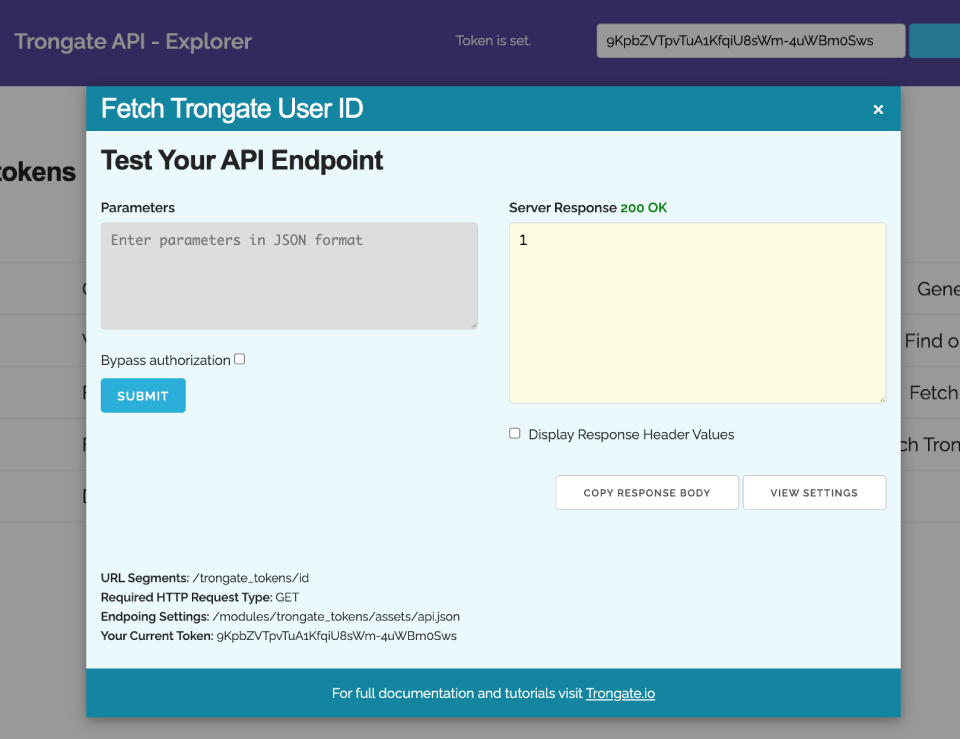 Trongate API - Explorer
Token is set.
9KpbZVTpvTuA1KfqiU8sWm-4uWBm0Sws
Fetch Trongate User ID
×
Test Your API Endpoint
tokens
Parameters
Server Response 200 OK
Enter parameters in JSON format
1
Gene
Find o
Bypass authorization
SUBMIT
Fetch
Display Response Header Values
ch Tron
COPY RESPONSE BODY
VIEW SETTINGS
URL Segments: /trongate_tokens/id
Required HTTP Request Type: GET
Endpoing Settings: /modules/trongate_tokens/assets/api.json
Your Current Token: 9KpbZVTpvTuA1KfqiU8sWm-4uWBm0Sws
For full documentation and tutorials visit Trongate.io